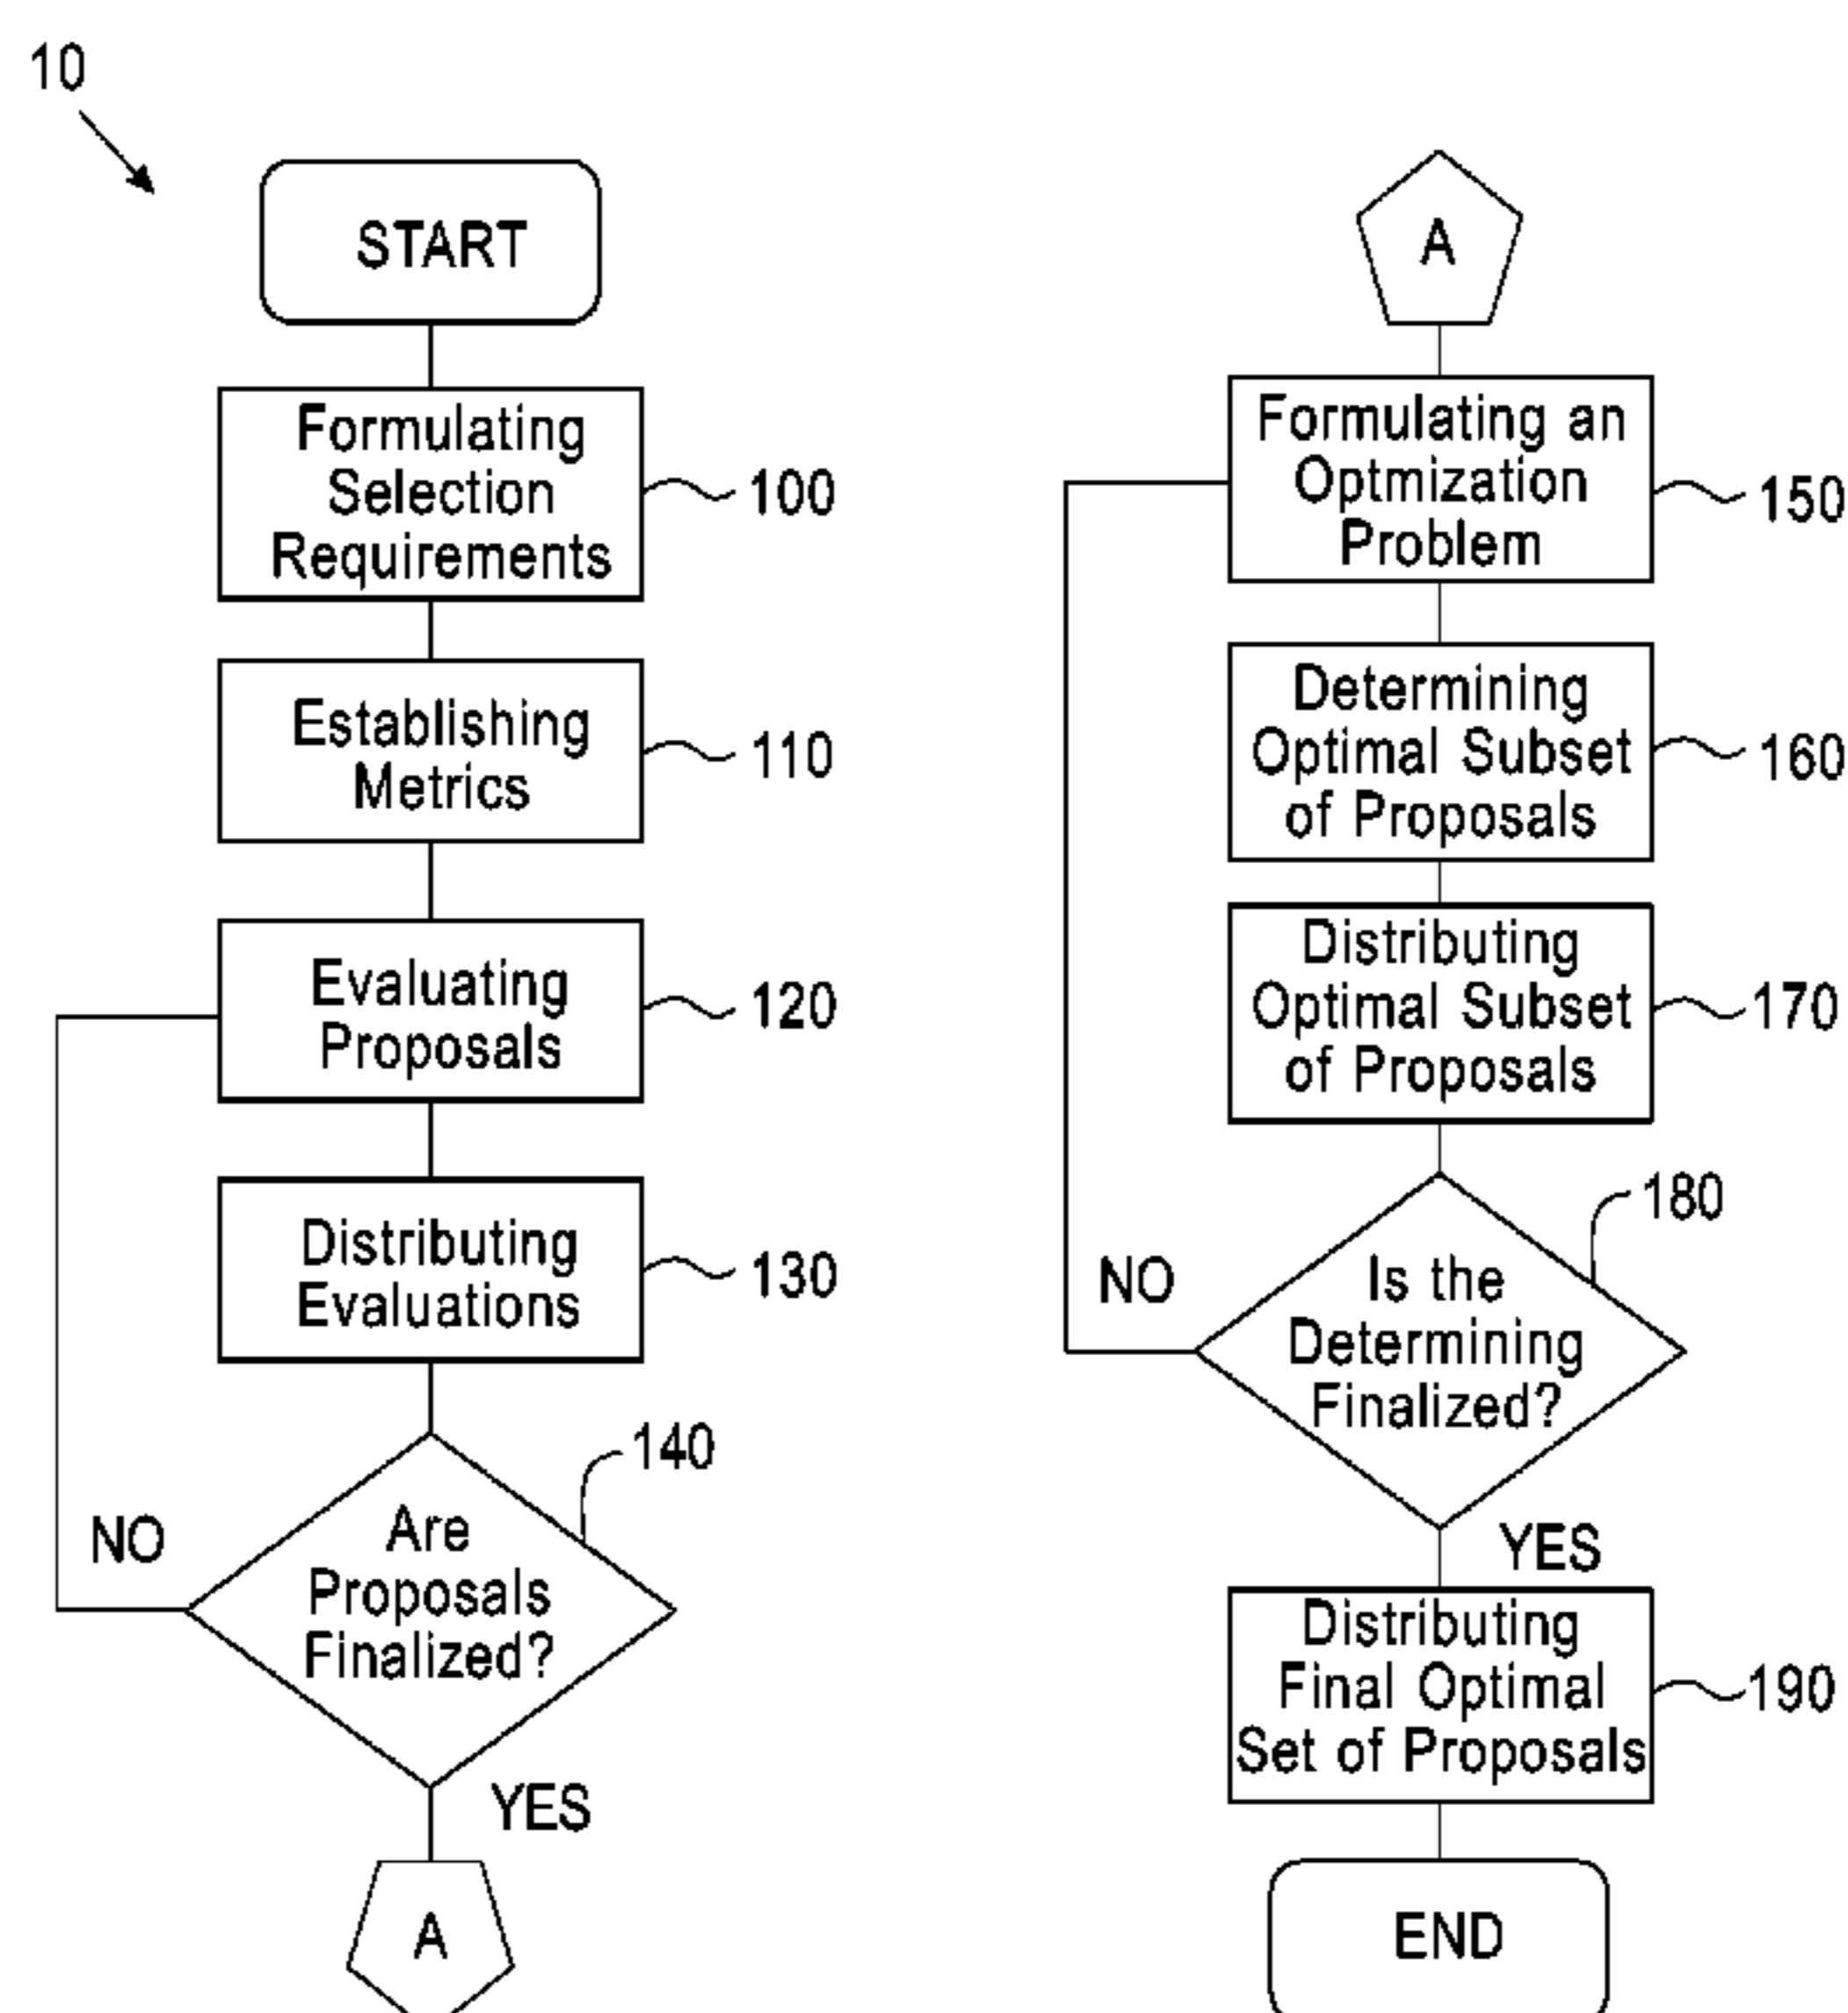 10
START
Formulating
Selection
Requirements
100
Establishing
Metrics
110
Evaluating
Proposals
120
Distributing
Evaluations
130
140
Are
Proposals
Finalized?
NO
YES
A
A
Formulating an
Optmization
Problem
150
Determining
Optimal Subset
of Proposals
160
Distributing
Optimal Subset
of Proposals
170
180
Is the
Determining
Finalized?
NO
YES
Distributing
Final Optimal
Set of Proposals
190
END